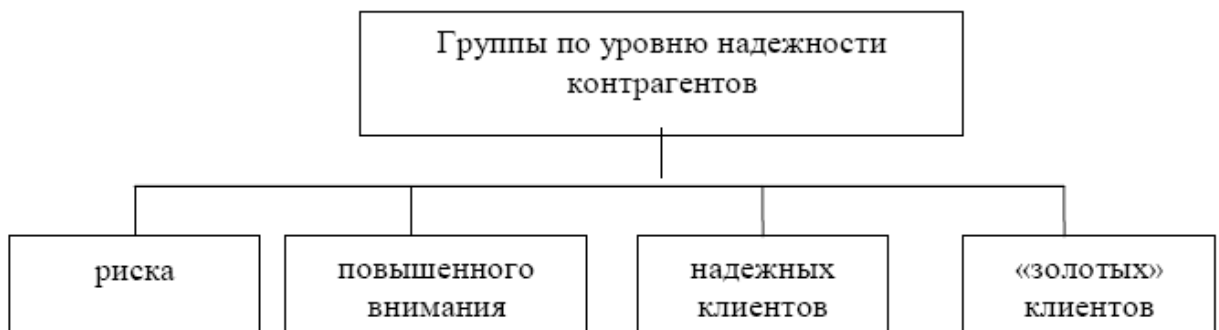 Группы по уровню надежности
контрагентов
риска
повышенного
внимания
надежных
клиентов
«золотых»
клиентов